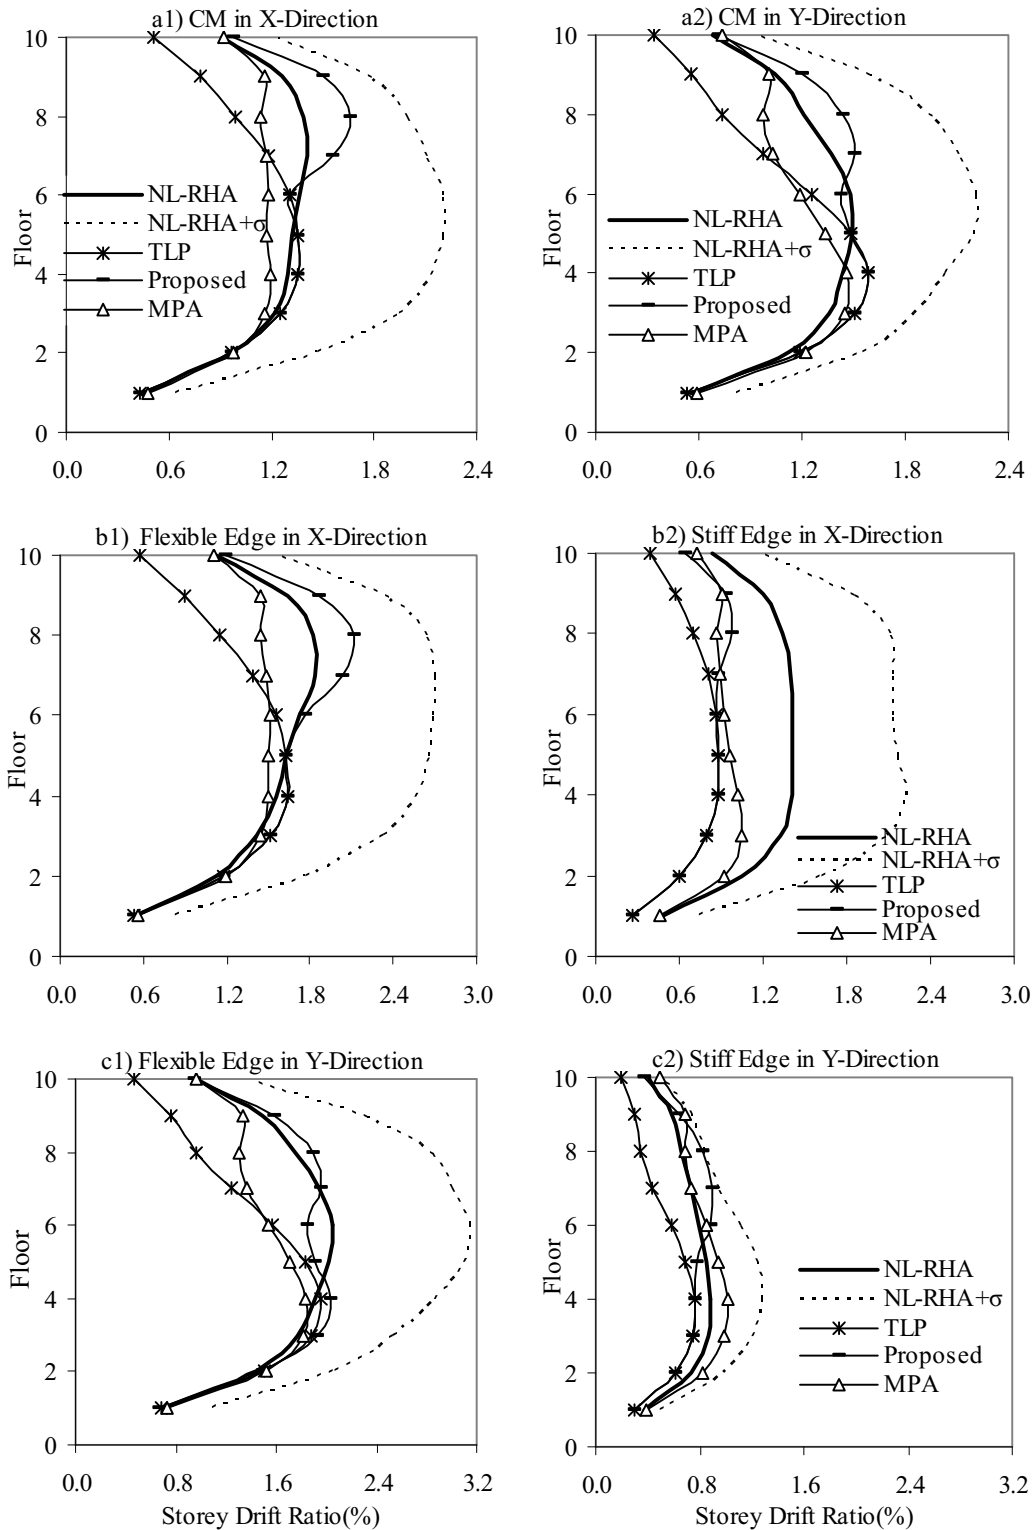 a1) CM in X-Direction
10
8
6
4
2
0
Floor
NL-RHA
NL-RHA+σ
TLP
Proposed
MPA
0.0 0.6 1.2 1.8 2.4
a2) CM in Y-Direction
10
8
6
4
2
0
Floor
NL-RHA
NL-RHA+σ
TLP
Proposed
MPA
0.0 0.6 1.2 1.8 2.4
b1) Flexible Edge in X-Direction
10
8
6
4
2
0
Floor
0.0 0.6 1.2 1.8 2.4 3.0
b2) Stiff Edge in X-Direction
10
8
6
4
2
0
Floor
NL-RHA
NL-RHA+σ
TLP
Proposed
MPA
0.0 0.6 1.2 1.8 2.4 3.0
c1) Flexible Edge in Y-Direction
10
8
6
4
2
0
Floor
0.0 0.8 1.6 2.4 3.2
Storey Drift Ratio(%)
c2) Stiff Edge in Y-Direction
10
8
6
4
2
0
Floor
NL-RHA
NL-RHA+σ
TLP
Proposed
MPA
0.0 0.8 1.6 2.4 3.2
Storey Drift Ratio(%)